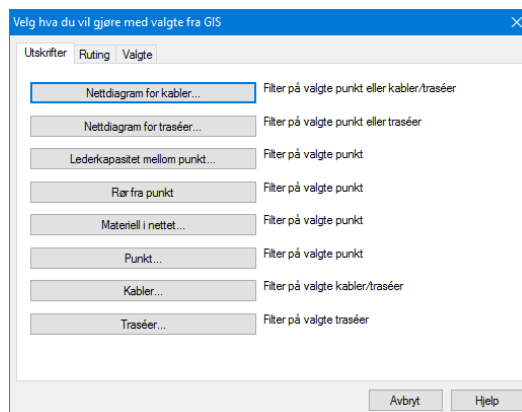 Velg hva du vil gjøre med valgte fra GIS
Utskrifter Ruting Valgte
Nettdiagram for kabler... Filter på valgte punkt eller kabler/traséer
Nettdiagram for traséer... Filter på valgte punkt eller traséer
Lederkapasitet mellom punkt... Filter på valgte punkt
Rør fra punkt Filter på valgte punkt
Materiell i nettet... Filter på valgte punkt
Punkt... Filter på valgte punkt
Kabler... Filter på valgte kabler/traséer
Traséer... Filter på valgte traséer
Avbryt Hjelp